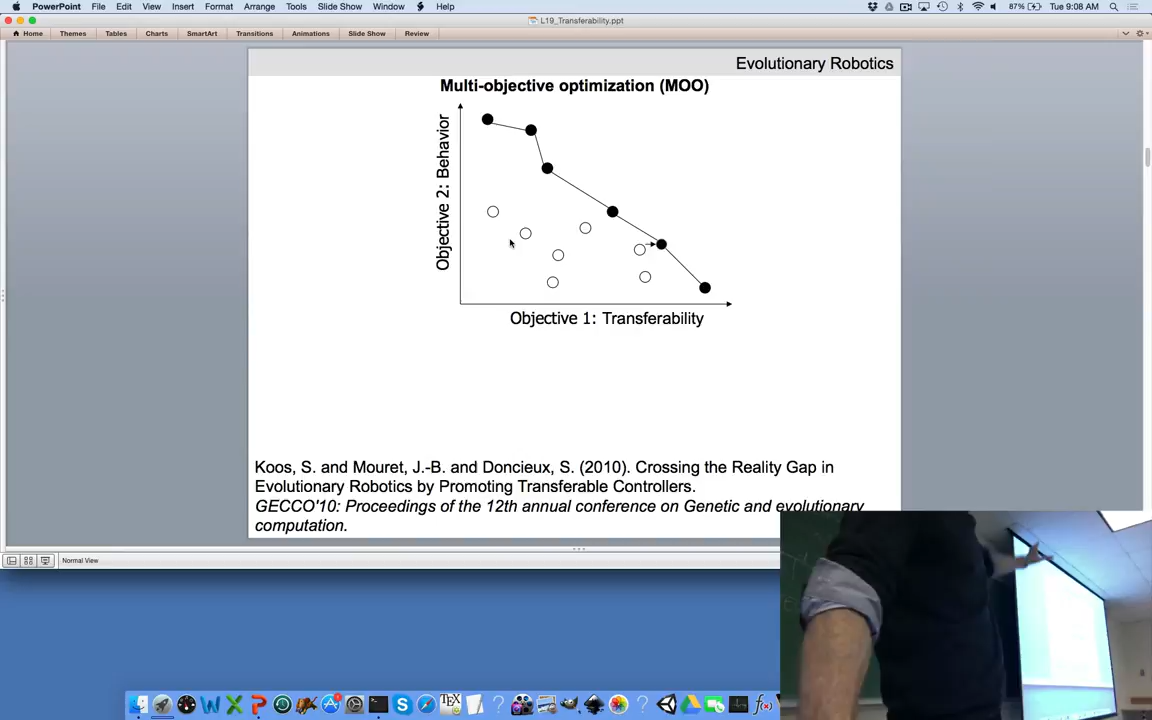 PowerPoint File Edit View Insert Format Arrange Tools Slide Show Window Help
87% Tue 9:08 AM
L19_Transferability.ppt
Home Themes Tables Charts SmartArt Transitions Animations Slide Show Review
Evolutionary Robotics
Multi-objective optimization (MOO)
Objective 2: Behavior
Objective 1: Transferability
Koos, S. and Mouret, J.-B. and Doncieux, S. (2010). Crossing the Reality Gap in
Evolutionary Robotics by Promoting Transferable Controllers.
GECCO'10: Proceedings of the 12th annual conference on Genetic and evolutionary
computation.
Normal View